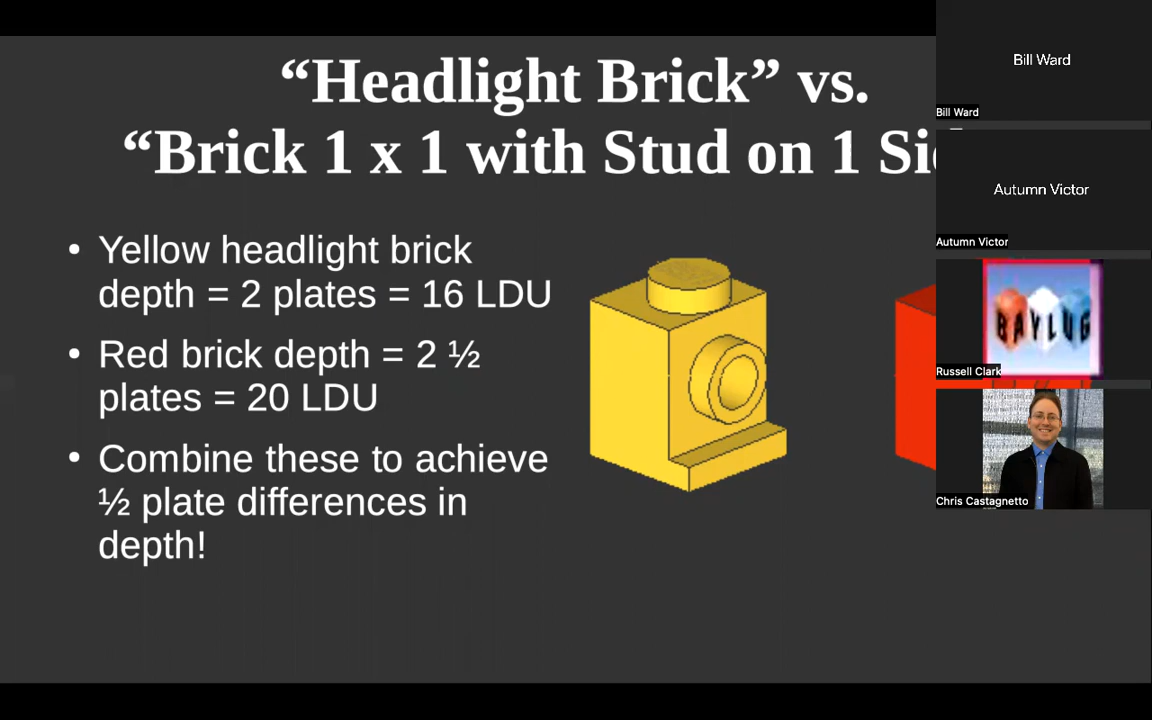 “Headlight Brick” vs.
“Brick 1 x 1 with Stud on 1
• Yellow headlight brick
depth = 2 plates = 16 LDU
• Red brick depth = 2 ½
plates = 20 LDU
• Combine these to achieve
½ plate differences in
depth!
Bill Ward
Bill Ward
Autumn Victor
Autumn Victor
BAYLUG
Russell Clark
Chris Castagnetto